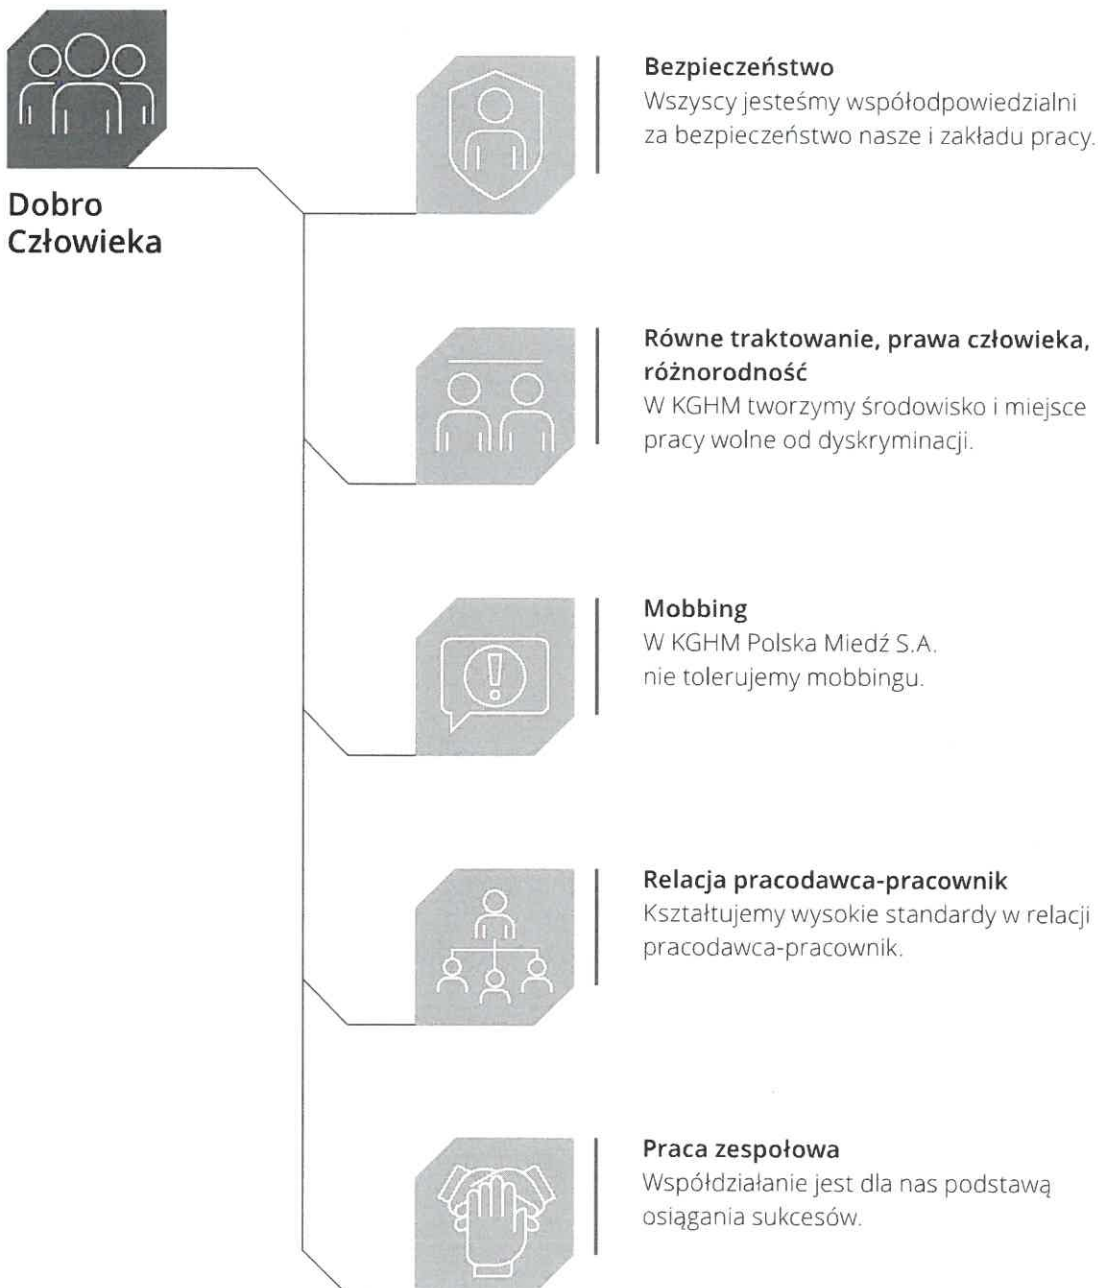 Dobro
Człowieka
Bezpieczeństwo
Wszyscy jesteśmy współodpowiedzialni
za bezpieczeństwo nasze i zakładu pracy.
Równe traktowanie, prawa człowieka,
różnorodność
W KGHM tworzymy środowisko i miejsce
pracy wolne od dyskryminacji.
Mobbing
W KGHM Polska Miedź S.A.
nie tolerujemy mobbingu.
Relacja pracodawca-pracownik
Kształtujemy wysokie standardy w relacji
pracodawca-pracownik.
Praca zespołowa
Współdziałanie jest dla nas podstawą
osiągania sukcesów.